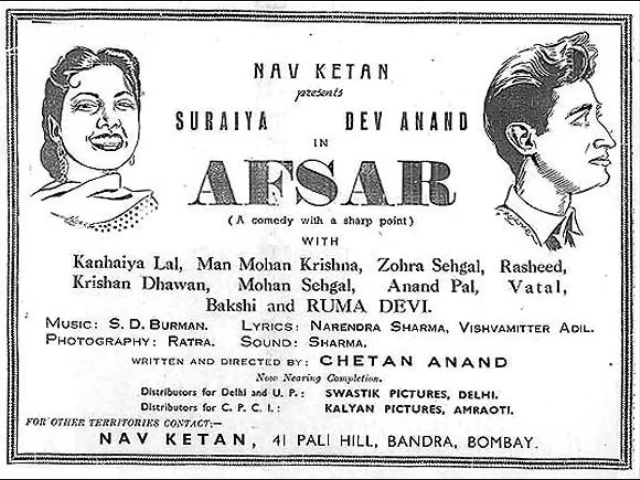 NAV KETAN
presents
SURAIYA DEV ANAND
IN
AFSAR
(A comedy with a sharp point)
WITH
Kanhaiya Lal, Man Mohan Krishna, Zohra Sehgal, Rasheed,
Krishan Dhawan, Mohan Sehgal, Anand Pal, Vatal,
Bakshi and RUMA DEVI.
MUSIC: S. D. BURMAN. LYRICS: NARENDRA SHARMA, VISHVAMITTER ADIL.
PHOTOGRAPHY: RATRA. SOUND: SHARMA.
WRITTEN AND DIRECTED BY: CHETAN ANAND
Now Nearing Completion.
Distributors for Delhi and U. P.: SWASTIK PICTURES, DELHI.
Distributors for C. P. C. I.: KALYAN PICTURES, AMRAOTI.
FOR OTHER TERRITORIES CONTACT:—
NAV KETAN, 41 PALI HILL, BANDRA, BOMBAY.